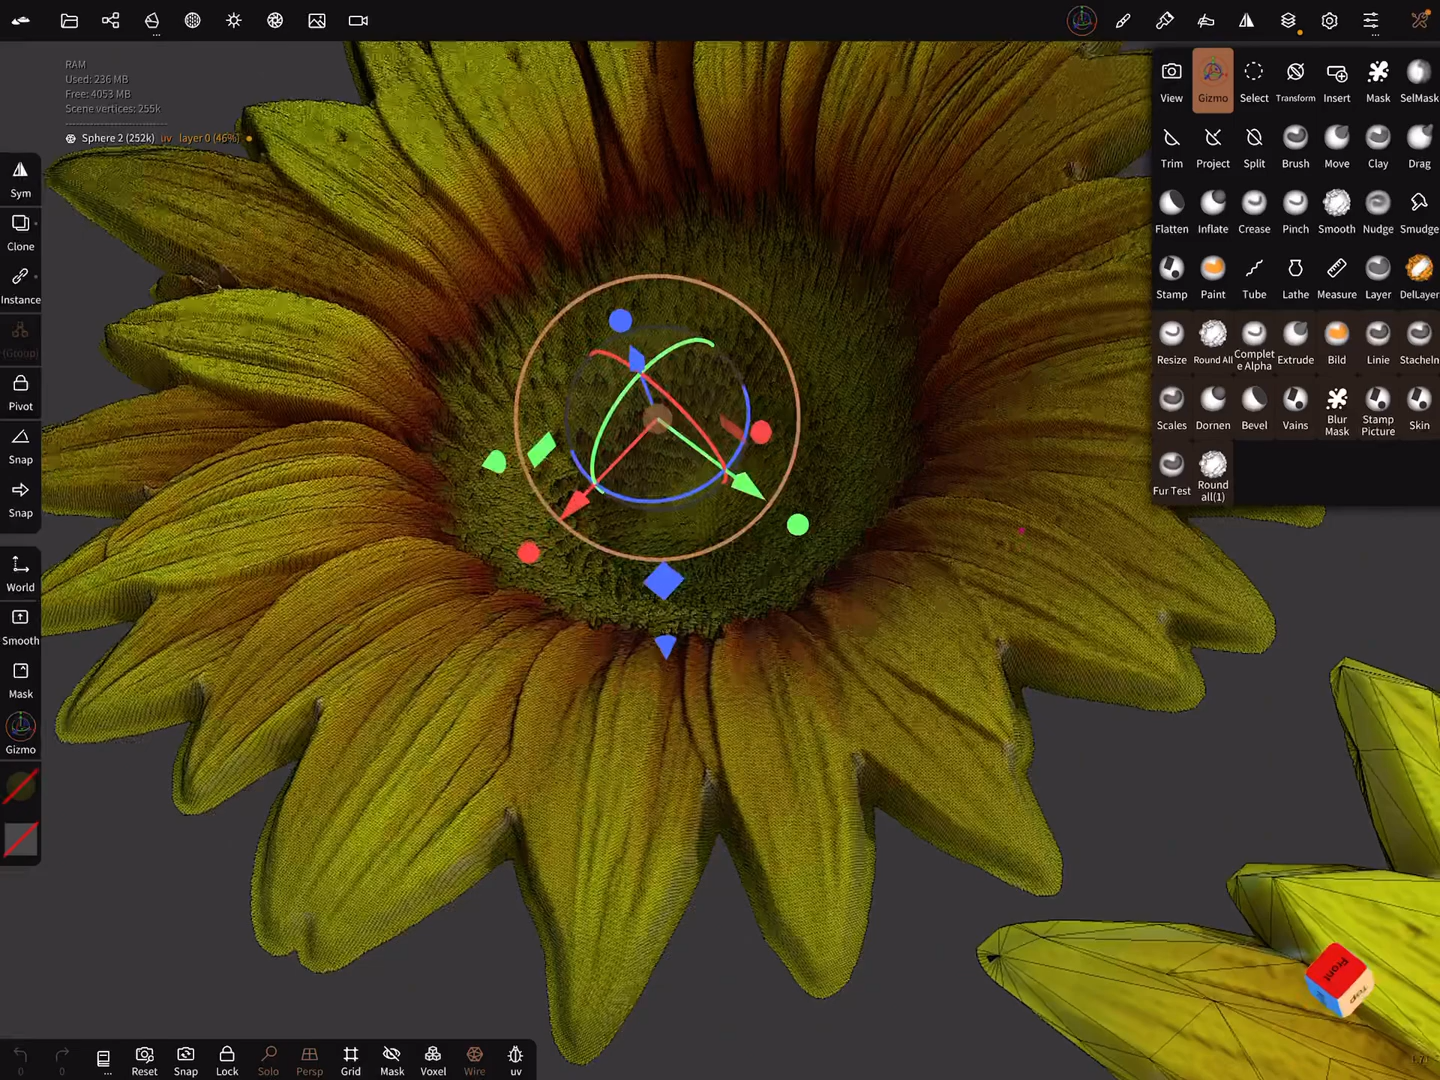 RAM
Used: 236 MB
Free: 4053 MB
Scene vertices: 255k
Sphere 2 (252k) uv layer 0 (46%)
Sym
Clone
Instance
(Group)
Pivot
Snap
Snap
World
Smooth
Mask
Gizmo
View Gizmo Select Transform Insert Mask SelMask
Trim Project Split Brush Move Clay Drag
Flatten Inflate Crease Pinch Smooth Nudge Smudge
Stamp Paint Tube Lathe Measure Layer DelLayer
Resize Round All Complet e Alpha Extrude Bild Linie Stacheln
Scales Dornen Bevel Vains Blur Mask Stamp Picture Skin
Fur Test Round all(1)
Front
Top
0 0 ... Reset Snap Lock Solo Persp Grid Mask Voxel Wire uv